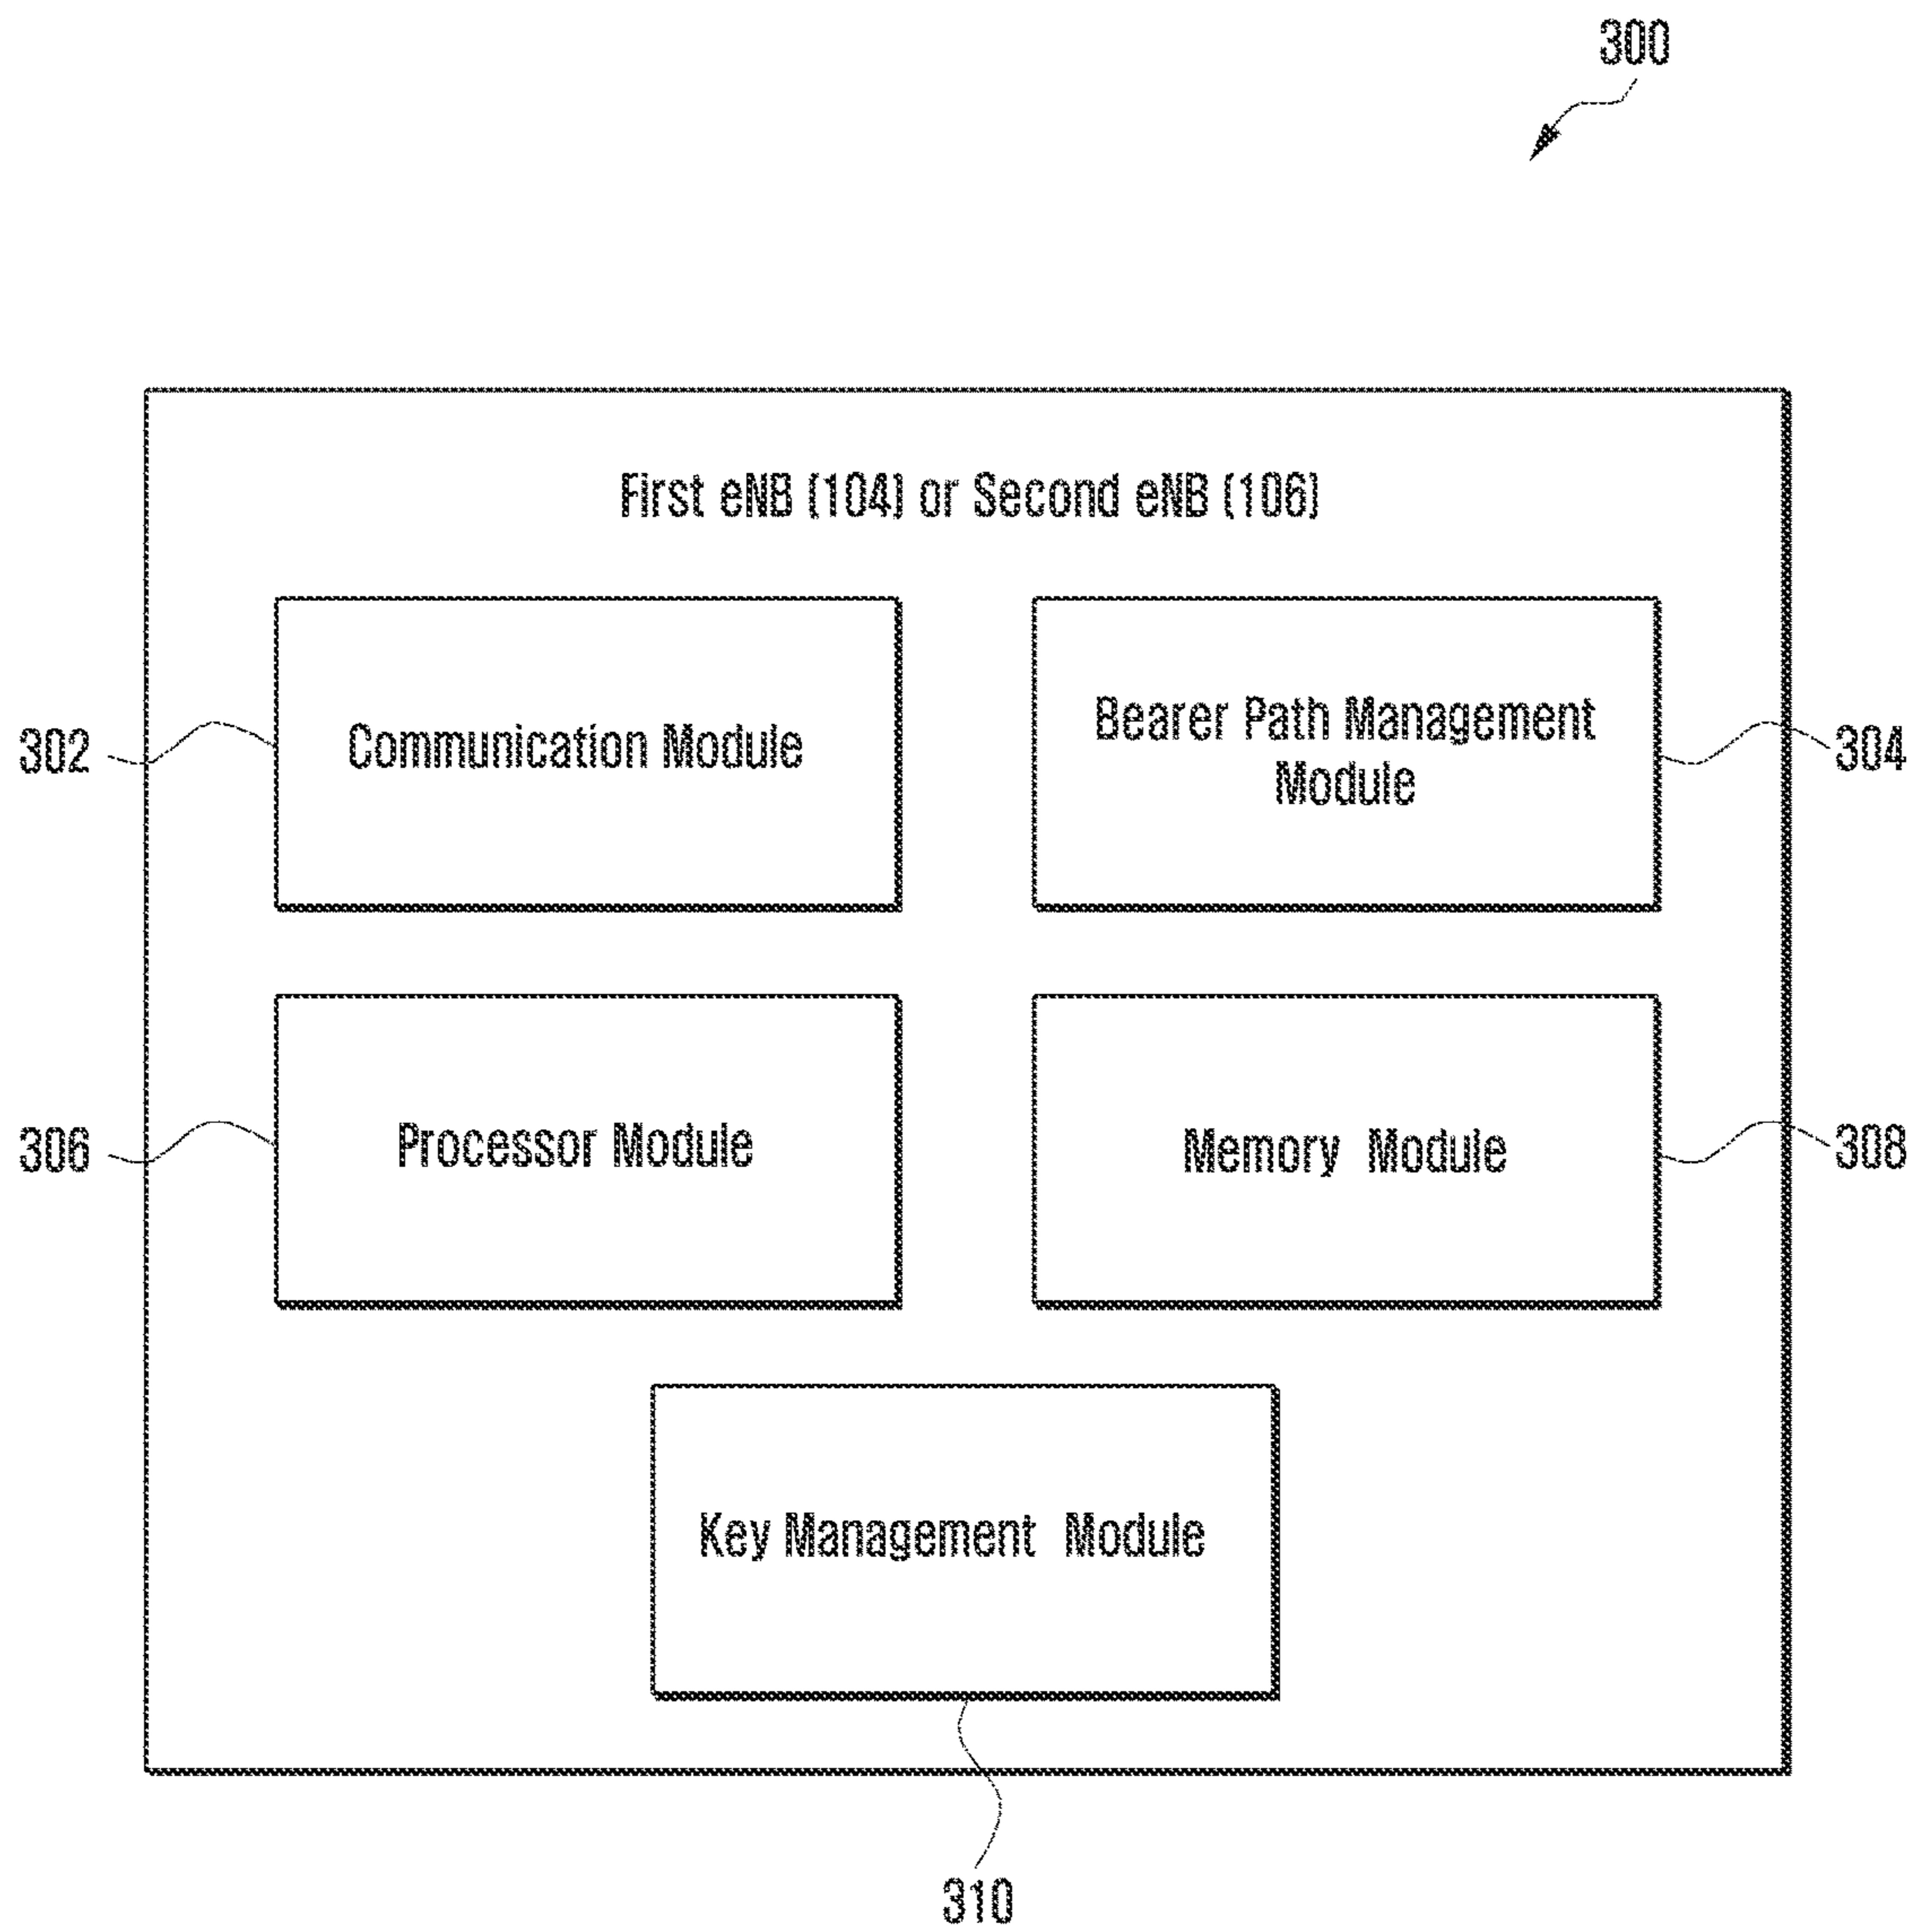 300
First eNB (104) or Second eNB (106)
302
Communication Module
Bearer Path Management
Module
304
306
Processor Module
Memory Module
308
Key Management Module
310